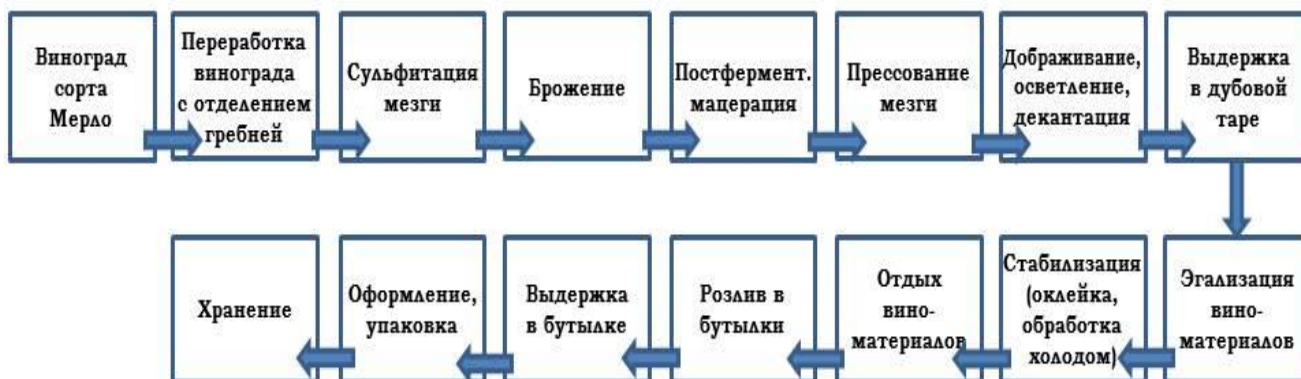 Виноград
сорта
Мерло
Переработка
винограда
с отделением
гребней
Сульфитация
мезги
Брожение
Постфермент.
мацерация
Прессование
мезги
Дображивание,
осветление,
декантация
Выдержка
в дубовой
таре
Эгализация
вино-
материалов
Стабилизация
(оклейка,
обработка
холодом)
Отдых
вино-
материалов
Розлив в
бутылки
Выдержка
в бутылке
Оформление,
упаковка
Хранение